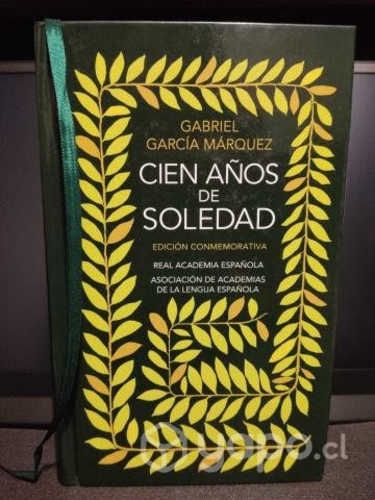 GABRIEL
GARCÍA MÁRQUEZ
CIEN AÑOS
DE
SOLEDAD
EDICIÓN CONMEMORATIVA
REAL ACADEMIA ESPAÑOLA
ASOCIACIÓN DE ACADEMIAS
DE LA LENGUA ESPAÑOLA
yapo.cl